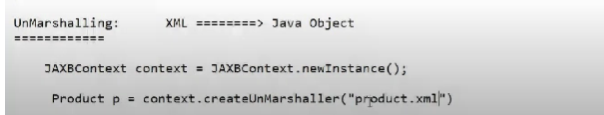 UnMarshalling:      XML ========> Java Object
============
JAXBContext context = JAXBContext.newInstance();
Product p = context.createUnMarshaller("product.xml")